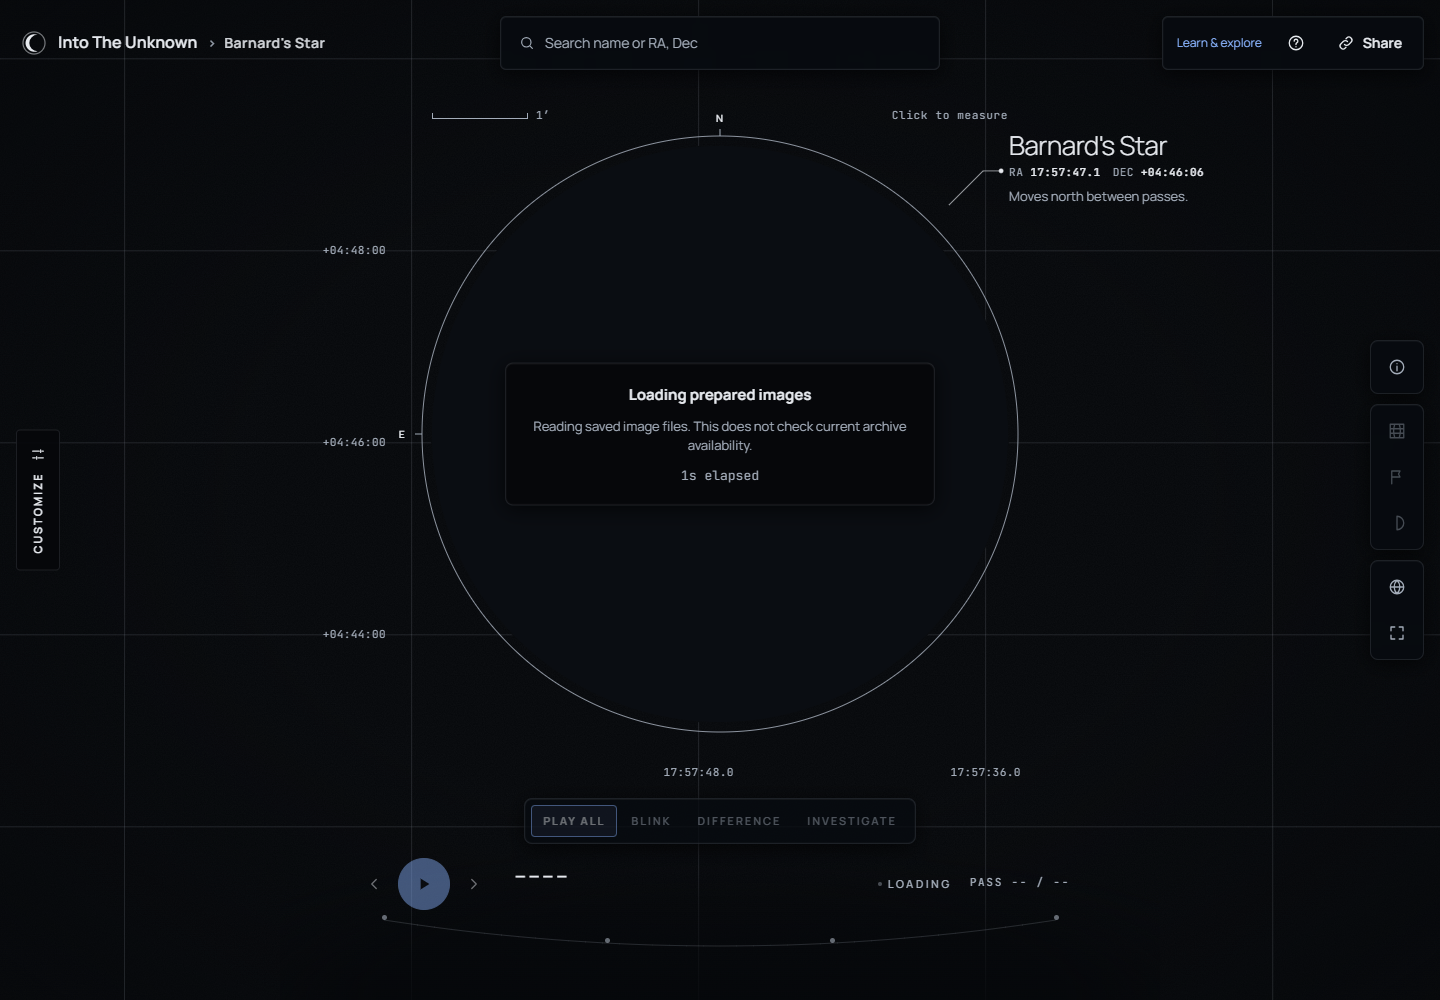 Into The Unknown › Barnard's Star
Search name or RA, Dec
Learn & explore
Share
1′
N
Click to measure
Barnard's Star
RA 17:57:47.1 DEC +04:46:06
Moves north between passes.
+04:48:00
Loading prepared images
Reading saved image files. This does not check current archive
availability.
1s elapsed
E
+04:46:00
CUSTOMIZE
+04:44:00
17:57:48.0
17:57:36.0
PLAY ALL
BLINK
DIFFERENCE
INVESTIGATE
----
LOADING
PASS -- / --